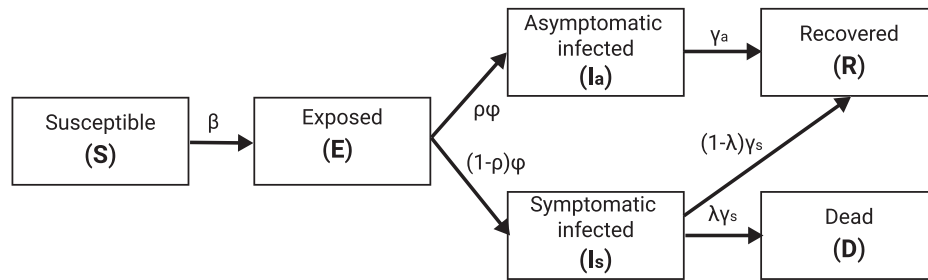 Susceptible
(S)
β
Exposed
(E)
ρφ
(1-ρ)φ
Asymptomatic
infected
(Ia)
γa
Recovered
(R)
Symptomatic
infected
(Is)
(1-λ)γs
λγs
Dead
(D)